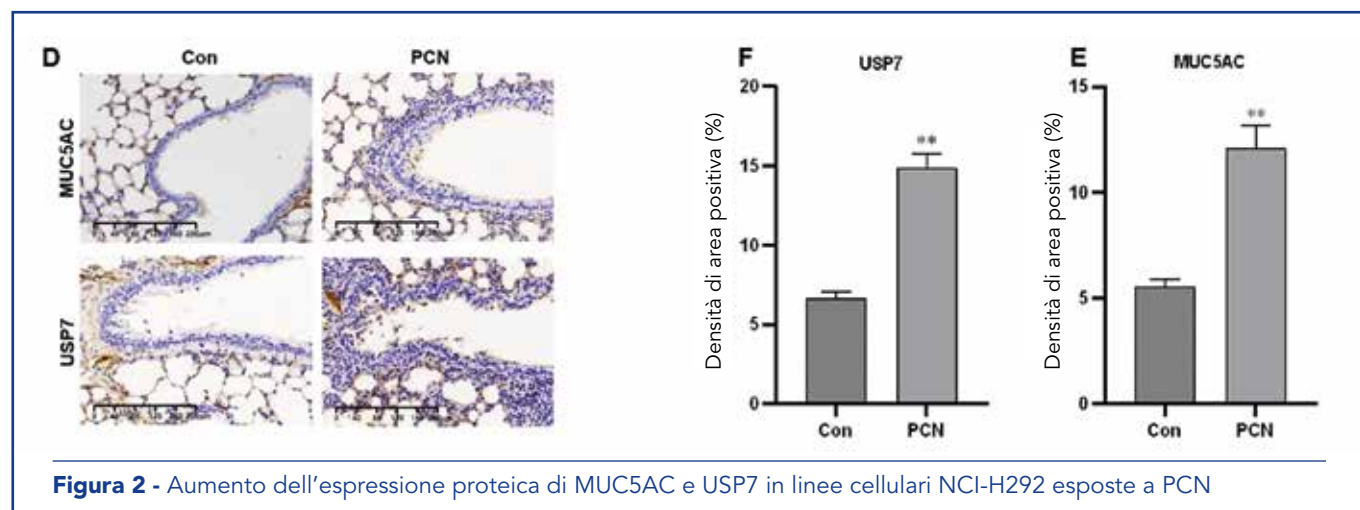 D
Con
PCN
MUC5AC
USP7
F
USP7
Densità di area positiva (%)
20
15
10
5
0
**
Con
PCN
E
MUC5AC
Densità di area positiva (%)
15
10
5
0
**
Con
PCN
Figura 2 - Aumento dell'espressione proteica di MUC5AC e USP7 in linee cellulari NCI-H292 esposte a PCN